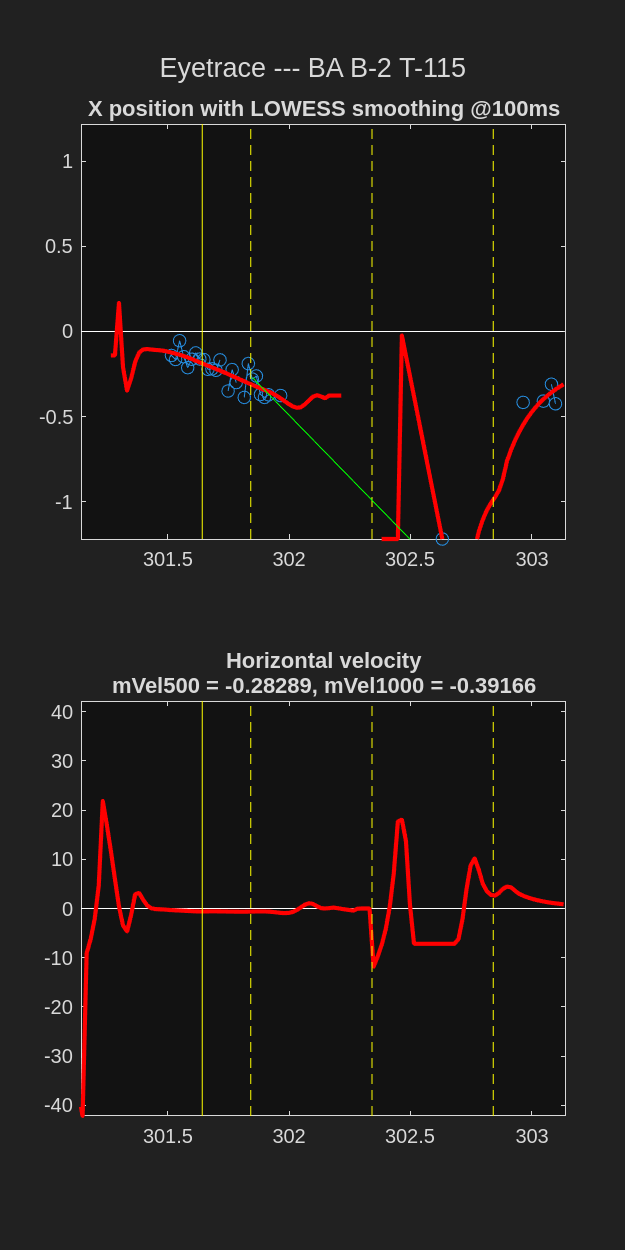 Eyetrace --- BA B-2 T-115
X position with LOWESS smoothing @100ms
1
0.5
0
-0.5
-1
301.5 302 302.5 303
Horizontal velocity
mVel500 = -0.28289, mVel1000 = -0.39166
40
30
20
10
0
-10
-20
-30
-40
301.5 302 302.5 303